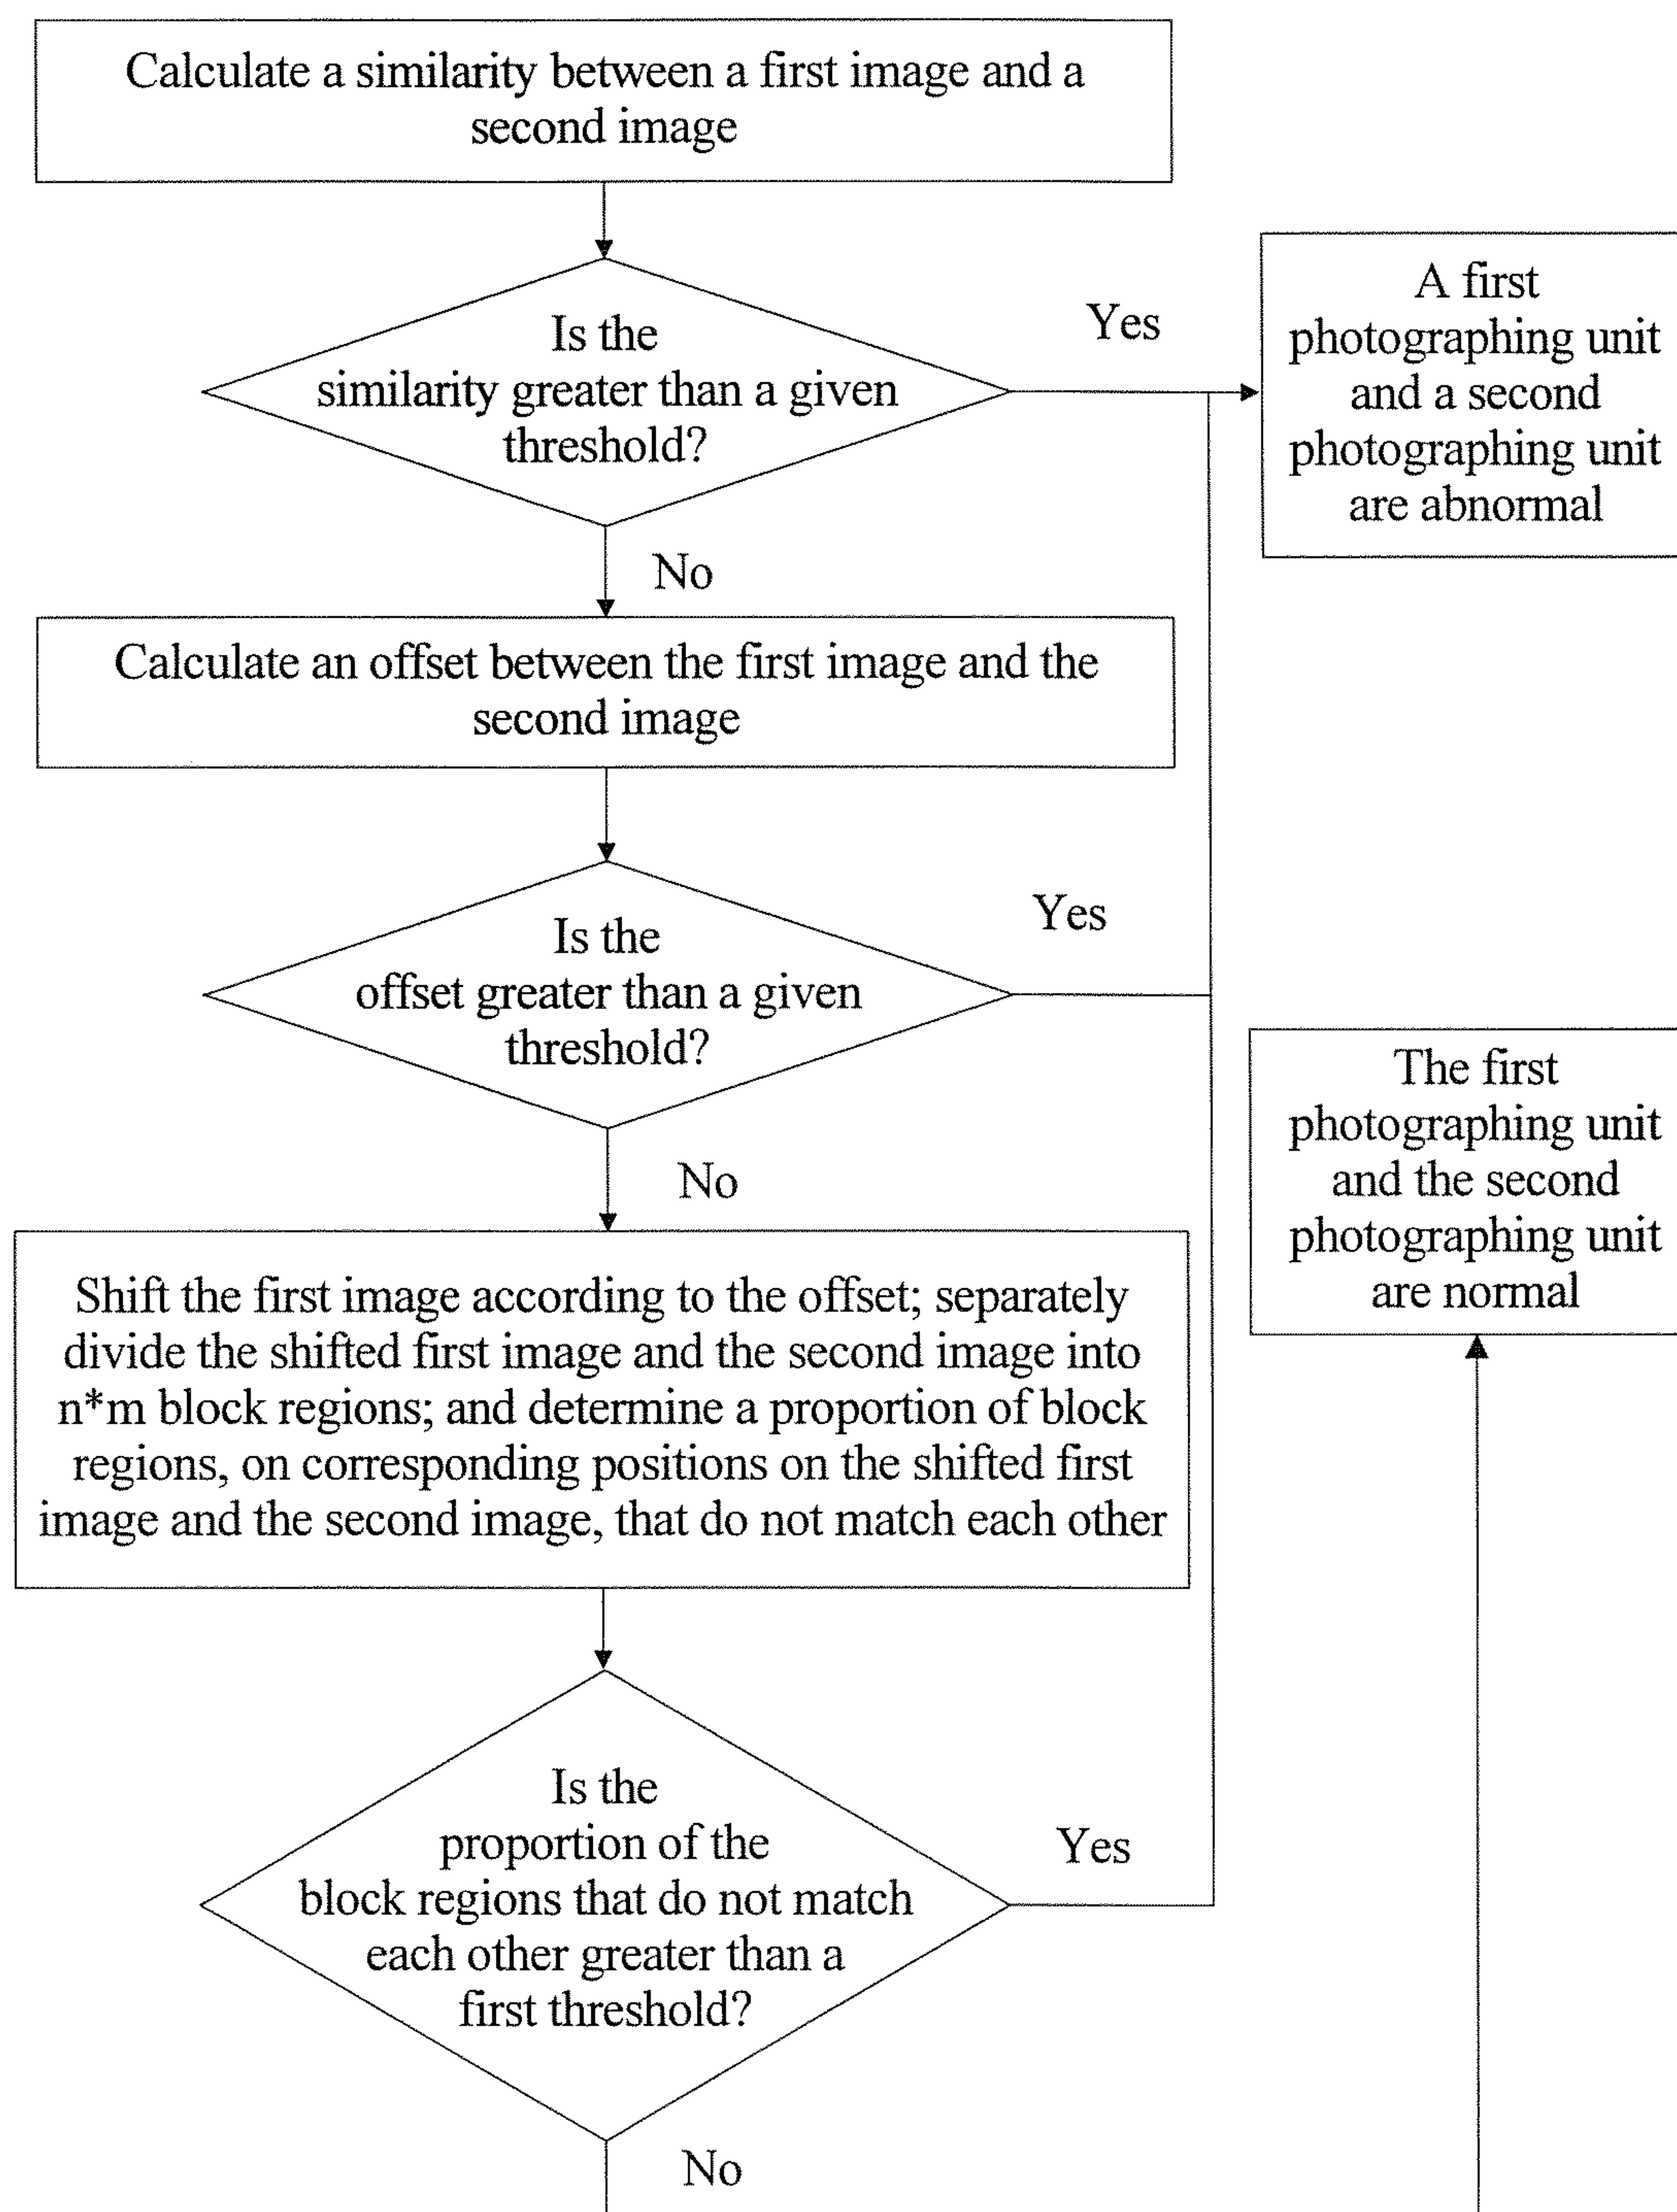 Calculate a similarity between a first image and a
second image
Is the
similarity greater than a given
threshold?
Yes
A first
photographing unit
and a second
photographing unit
are abnormal
No
Calculate an offset between the first image and the
second image
Is the
offset greater than a given
threshold?
Yes
No
The first
photographing unit
and the second
photographing unit
are normal
Shift the first image according to the offset; separately
divide the shifted first image and the second image into
n*m block regions; and determine a proportion of block
regions, on corresponding positions on the shifted first
image and the second image, that do not match each other
Is the
proportion of the
block regions that do not match
each other greater than a
first threshold?
Yes
No